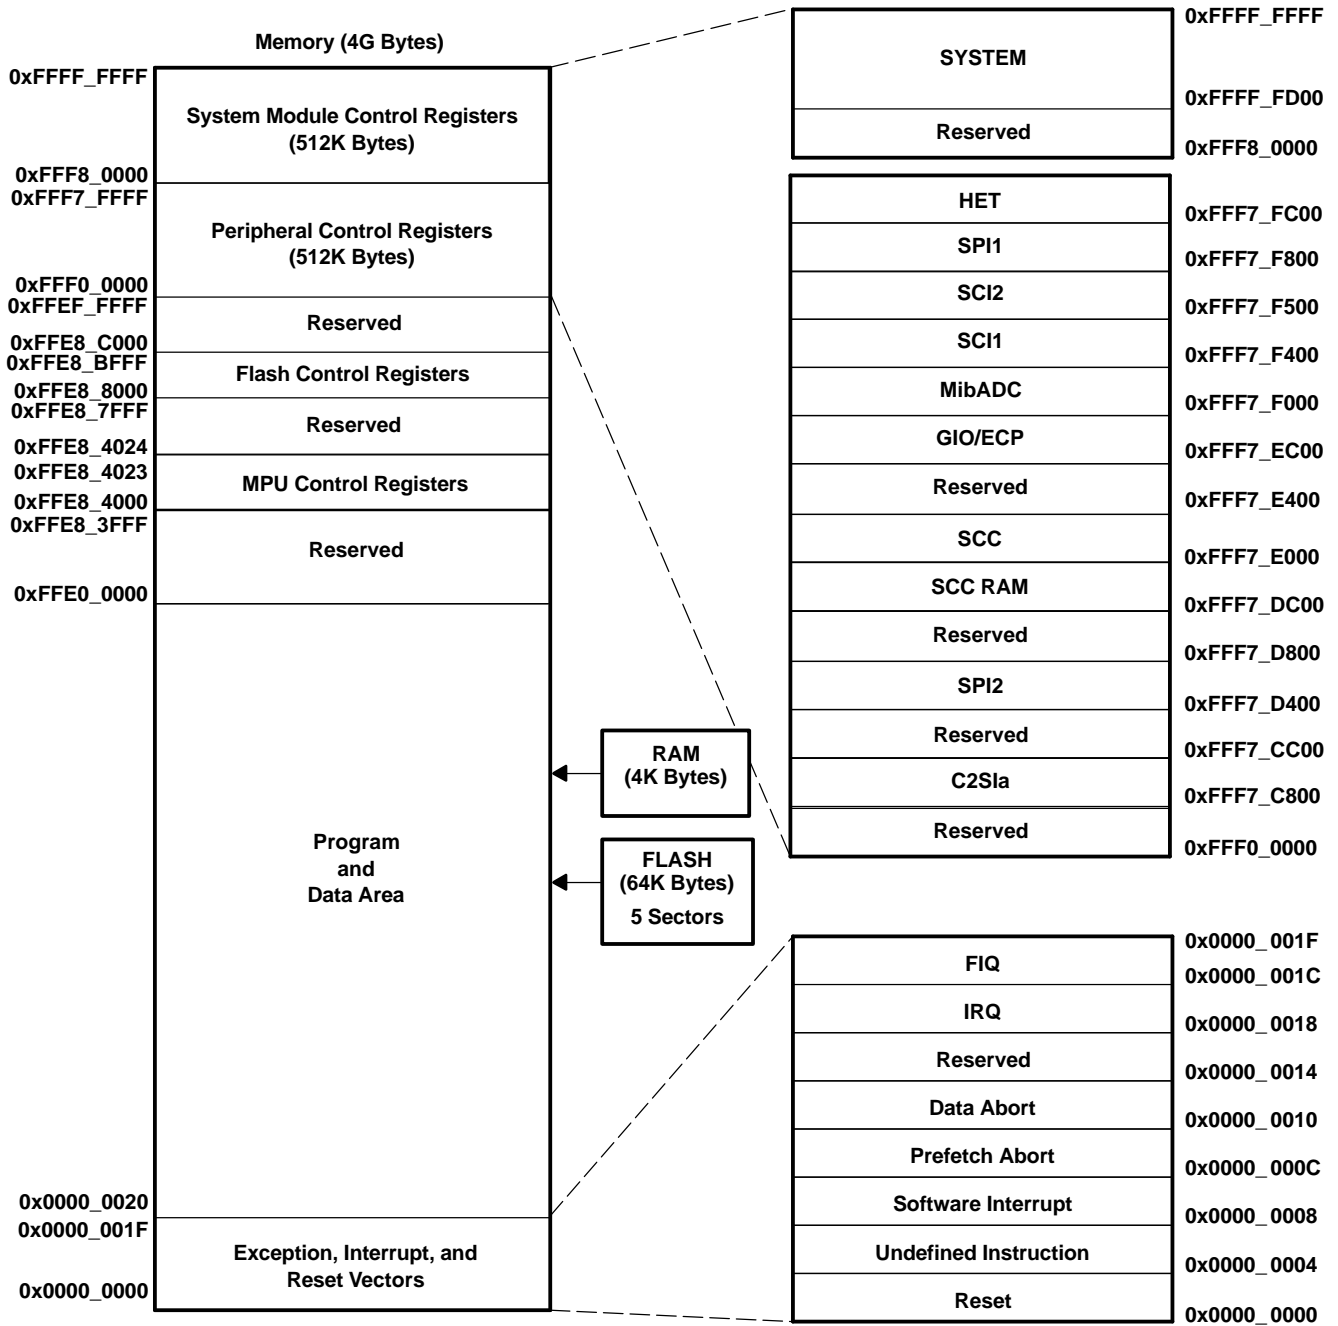 Memory (4G Bytes)
0xFFFF_FFFF
System Module Control Registers
(512K Bytes)
0xFFF8_0000
0xFFF7_FFFF
Peripheral Control Registers
(512K Bytes)
0xFFF0_0000
0xFFEF_FFFF
Reserved
0xFFE8_C000
0xFFE8_BFFF
Flash Control Registers
0xFFE8_8000
0xFFE8_7FFF
Reserved
0xFFE8_4024
0xFFE8_4023
MPU Control Registers
0xFFE8_4000
0xFFE8_3FFF
Reserved
0xFFE0_0000
Program
and
Data Area
0x0000_0020
0x0000_001F
Exception, Interrupt, and
Reset Vectors
0x0000_0000
RAM
(4K Bytes)
FLASH
(64K Bytes)
5 Sectors
0xFFFF_FFFF
SYSTEM
0xFFFF_FD00
Reserved
0xFFF8_0000
HET
0xFFF7_FC00
SPI1
0xFFF7_F800
SCI2
0xFFF7_F500
SCI1
0xFFF7_F400
MibADC
0xFFF7_F000
GIO/ECP
0xFFF7_EC00
Reserved
0xFFF7_E400
SCC
0xFFF7_E000
SCC RAM
0xFFF7_DC00
Reserved
0xFFF7_D800
SPI2
0xFFF7_D400
Reserved
0xFFF7_CC00
C2SIa
0xFFF7_C800
Reserved
0xFFF0_0000
0x0000_001F
FIQ
0x0000_001C
IRQ
0x0000_0018
Reserved
0x0000_0014
Data Abort
0x0000_0010
Prefetch Abort
0x0000_000C
Software Interrupt
0x0000_0008
Undefined Instruction
0x0000_0004
Reset
0x0000_0000